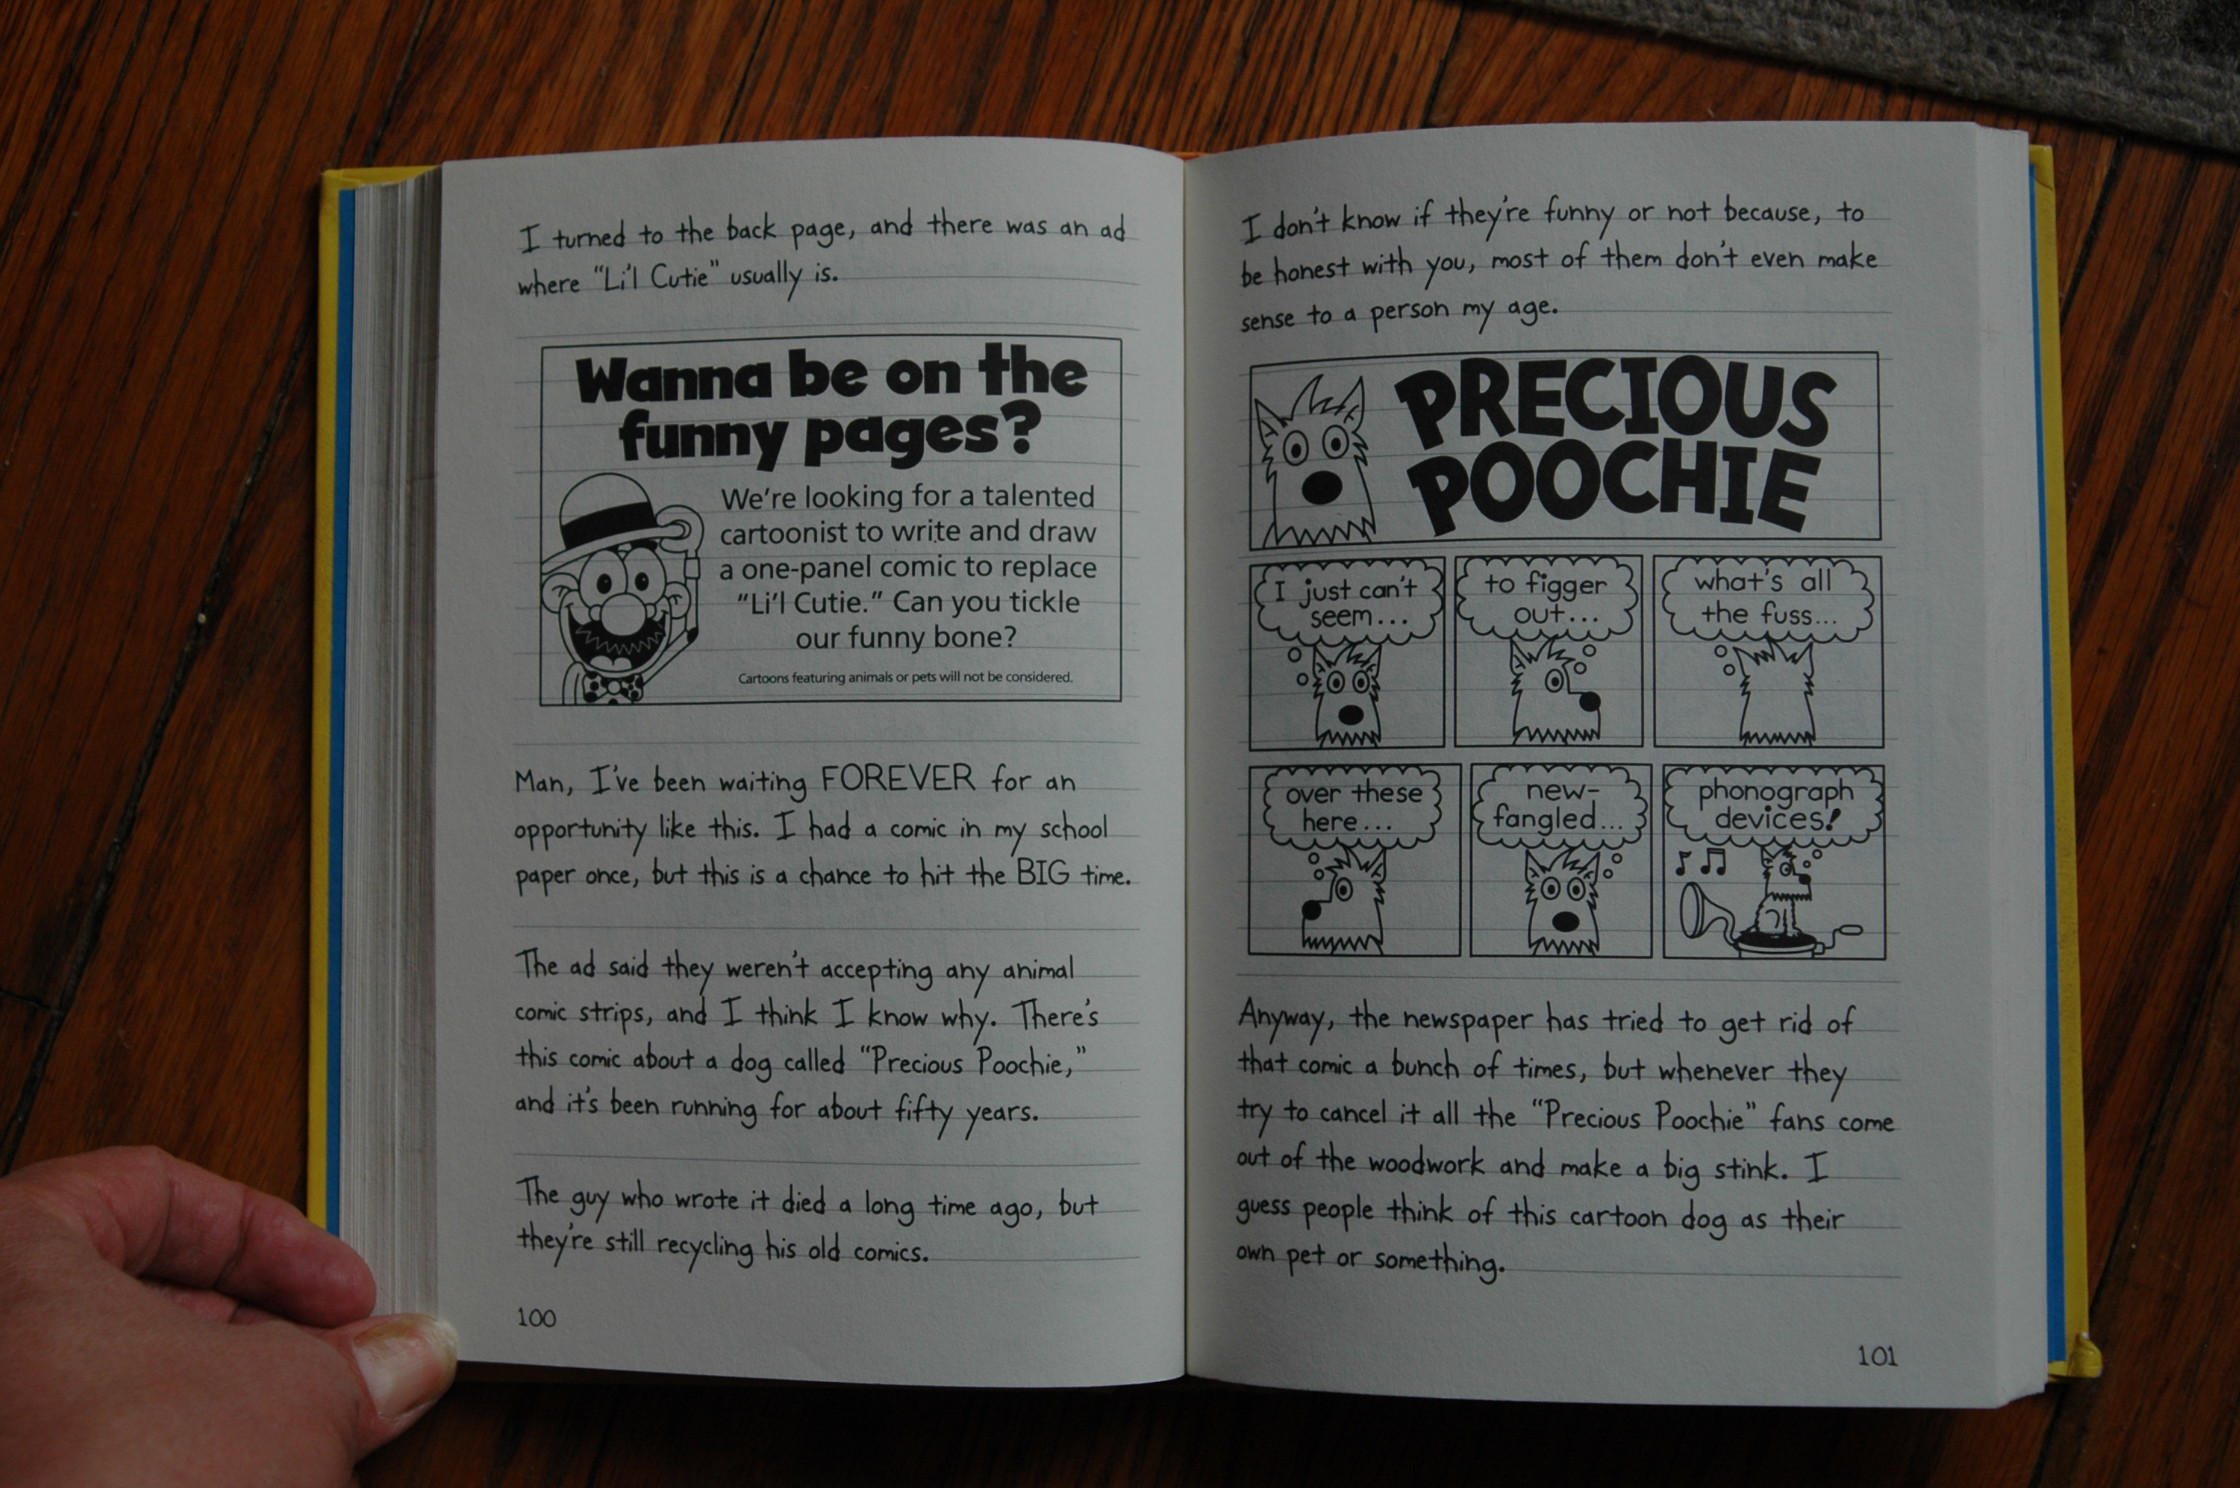 I turned to the back page, and there was an ad
where "Li'l Cutie" usually is.
Wanna be on the
funny pages?
We're looking for a talented
cartoonist to write and draw
a one-panel comic to replace
"Li'l Cutie." Can you tickle
our funny bone?
Cartoons featuring animals or pets will not be considered.
Man, I've been waiting FOREVER for an
opportunity like this. I had a comic in my school
paper once, but this is a chance to hit the BIG time.
The ad said they weren't accepting any animal
comic strips, and I think I know why. There's
this comic about a dog called "Precious Poochie,"
and it's been running for about fifty years.
The guy who wrote it died a long time ago, but
they're still recycling his old comics.
100
I don't know if they're funny or not because, to
be honest with you, most of them don't even make
sense to a person my age.
PRECIOUS
POOCHIE
I just can't
seem...
to figger
out...
what's all
the fuss...
over these
here...
new-
fangled...
phonograph
devices!
Anyway, the newspaper has tried to get rid of
that comic a bunch of times, but whenever they
try to cancel it all the "Precious Poochie" fans come
out of the woodwork and make a big stink. I
guess people think of this cartoon dog as their
own pet or something.
101